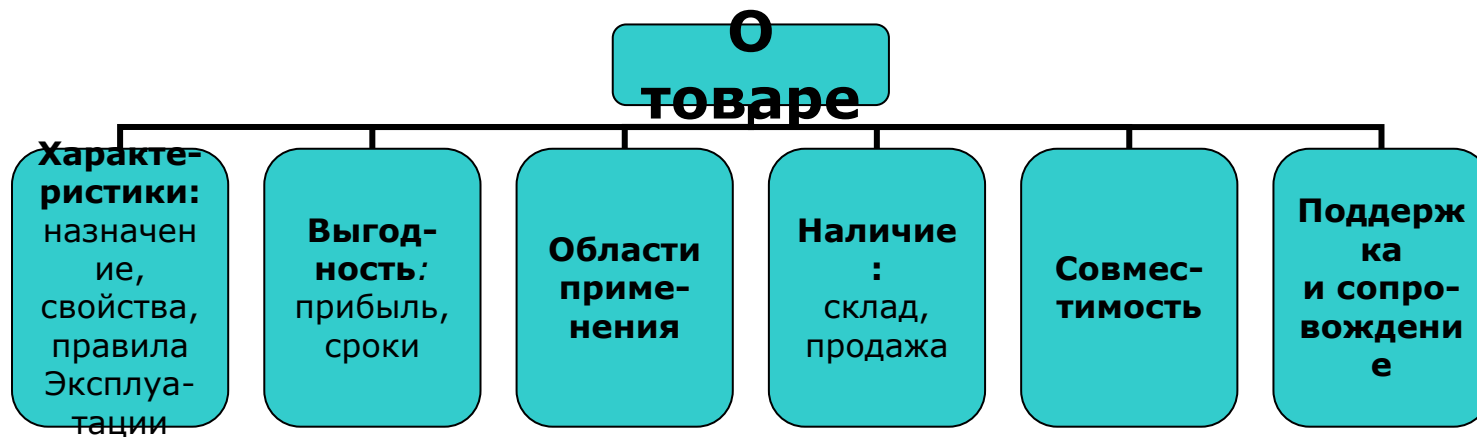 О
товаре
Характе-
ристики:
назначен
ие,
свойства,
правила
Эксплуа-
тации
Выгод-
ность:
прибыль,
сроки
Области
приме-
нения
Наличие
:
склад,
продажа
Совмес-
тимость
Поддерж
ка
и сопро-
вождени
е